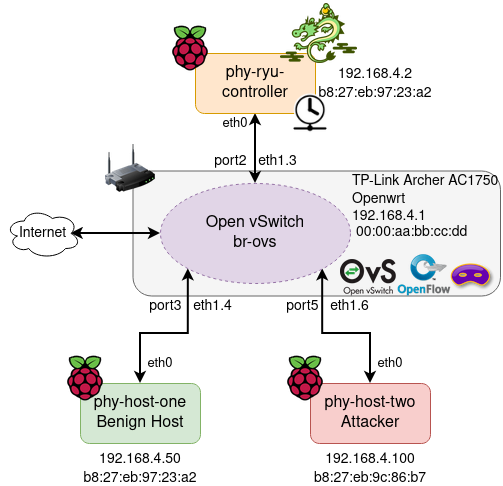 phy-ryu-
controller
192.168.4.2
b8:27:eb:97:23:a2
eth0
port2 eth1.3
TP-Link Archer AC1750
Openwrt
192.168.4.1
00:00:aa:bb:cc:dd
Open vSwitch
br-ovs
Internet
OvS
Open vSwitch
OpenFlow
port3 eth1.4
port5 eth1.6
eth0
eth0
phy-host-one
Benign Host
phy-host-two
Attacker
192.168.4.50
b8:27:eb:97:23:a2
192.168.4.100
b8:27:eb:9c:86:b7